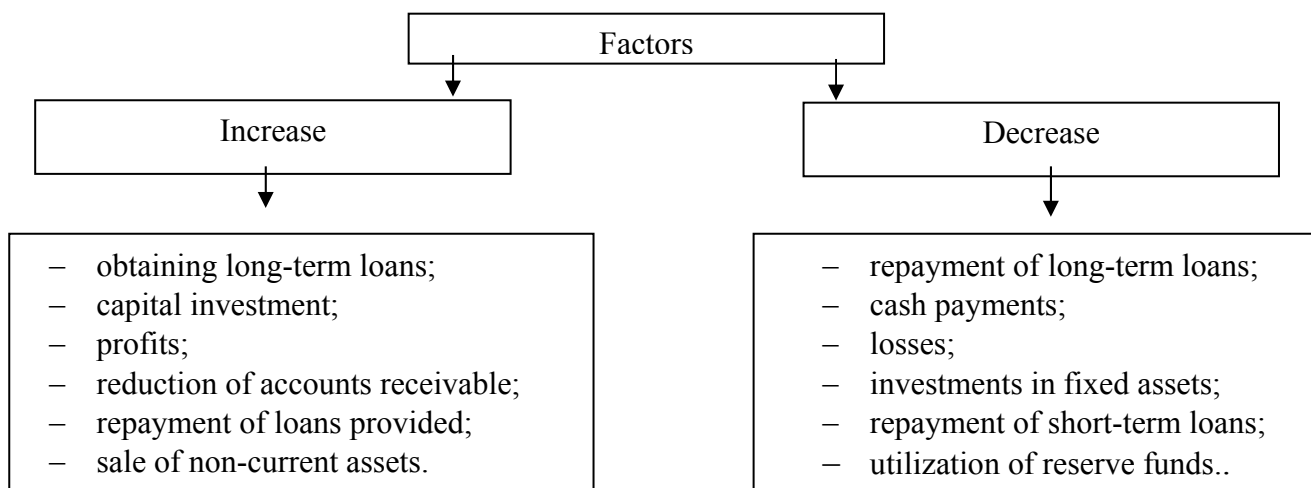 Factors
Increase
Decrease
– obtaining long-term loans;
– capital investment;
– profits;
– reduction of accounts receivable;
– repayment of loans provided;
– sale of non-current assets.
– repayment of long-term loans;
– cash payments;
– losses;
– investments in fixed assets;
– repayment of short-term loans;
– utilization of reserve funds..